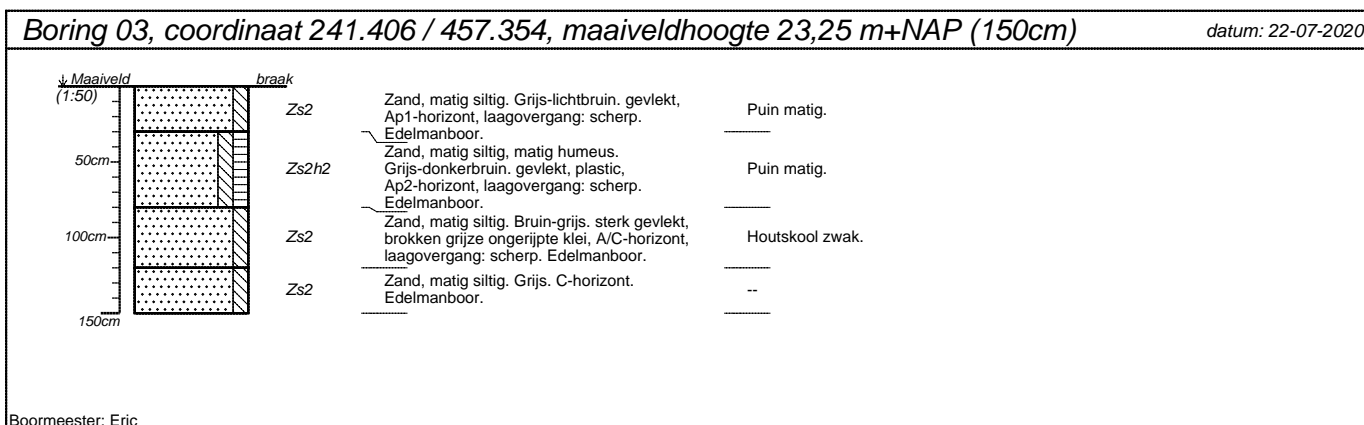 Boring 03, coordinaat 241.406 / 457.354, maaiveldhoogte 23,25 m+NAP (150cm) datum: 22-07-2020
Maaiveld braak
(1:50)
Zs2
Zand, matig siltig. Grijs-lichtbruin. gevlekt,
Ap1-horizont, laagovergang: scherp.
Edelmanboor.
Puin matig.
50cm
Zs2h2
Zand, matig siltig, matig humeus.
Grijs-donkerbruin. gevlekt, plastic,
Ap2-horizont, laagovergang: scherp.
Edelmanboor.
Puin matig.
100cm
Zs2
Zand, matig siltig. Bruin-grijs. sterk gevlekt,
brokken grijze ongerijpte klei, A/C-horizont,
laagovergang: scherp. Edelmanboor.
Houtskool zwak.
Zs2
Zand, matig siltig. Grijs. C-horizont.
Edelmanboor.
--
150cm
Boormeester: Eric